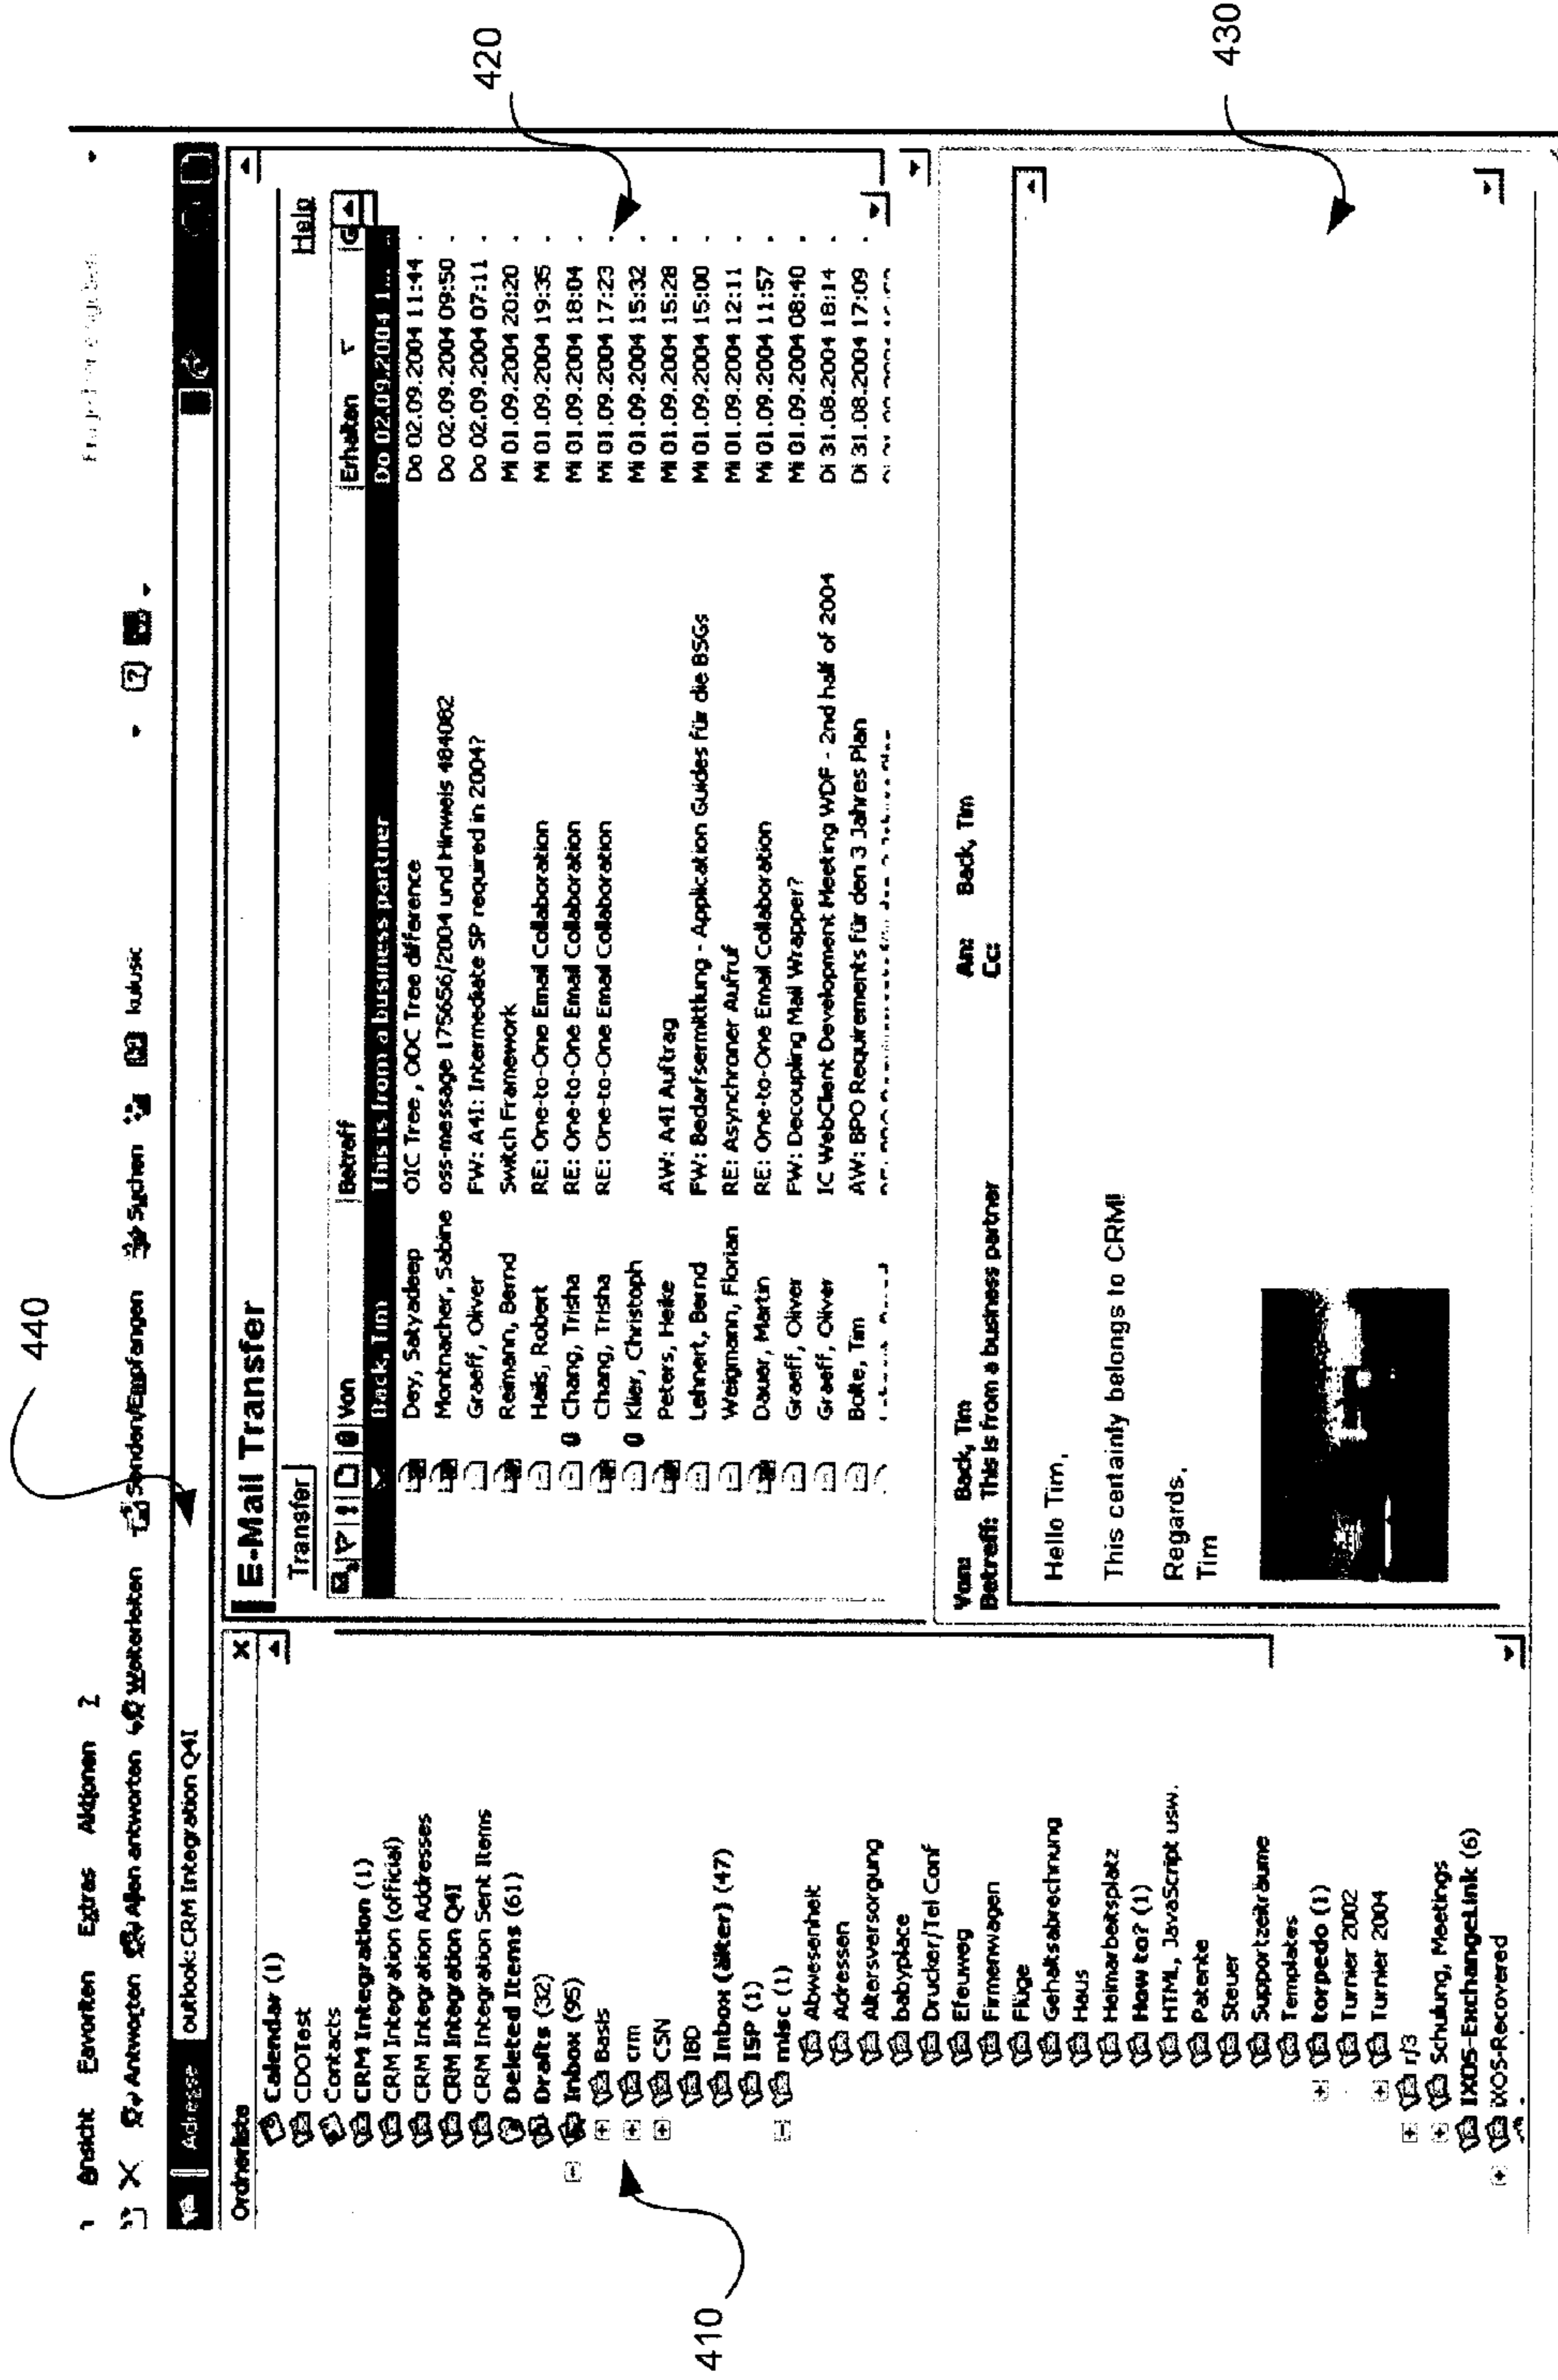 440
Ansicht Favoriten Extras Aktionen ?
Antworten Allen antworten Weiterleiten Senden/Empfangen Suchen kulusic
Adresse outlook:CRM Integration Q4I
Ordnerliste
Calendar (1)
CDOTest
Contacts
CRM Integration (1)
CRM Integration (official)
CRM Integration Addresses
CRM Integration Q4I
CRM Integration Sent Items
Deleted Items (61)
Drafts (32)
Inbox (95)
Basis
crm
CSN
IBD
Inbox (älter) (47)
ISP (1)
misc (1)
Abwesenheit
Adressen
Altersversorgung
babyplace
Drucker/Tel Conf
Efeuweg
Firmenwagen
Flüge
Gehaltsabrechnung
Haus
Heimarbeitsplatz
How to? (1)
HTML, JavaScript usw.
Patente
Steuer
Supportzeiträume
Templates
torpedo (1)
Turnier 2002
Turnier 2004
r/3
Schulung, Meetings
IXOS-ExchangeLink (6)
IXOS-Recovered
410
E-Mail Transfer
Transfer Help
Von Betreff Erhalten G
Back, Tim This is from a business partner Do 02.09.2004 1...
Dey, Satyadeep OIC Tree , ODC Tree difference Do 02.09.2004 11:44
Montnacher, Sabine oss-message 175656/2004 und Hinweis 484082 Do 02.09.2004 09:50
Graeff, Oliver FW: A4I: Intermediate SP required in 2004? Do 02.09.2004 07:11
Reimann, Bernd Switch Framework Mi 01.09.2004 20:20
Hails, Robert RE: One-to-One Email Collaboration Mi 01.09.2004 19:35
Chang, Trisha RE: One-to-One Email Collaboration Mi 01.09.2004 18:04
Chang, Trisha RE: One-to-One Email Collaboration Mi 01.09.2004 17:23
Klier, Christoph Mi 01.09.2004 15:32
Peters, Heike AW: A4I Auftrag Mi 01.09.2004 15:28
Lehnert, Bernd FW: Bedarfsermittlung - Application Guides für die BSGs Mi 01.09.2004 15:00
Weigmann, Florian RE: Asynchroner Aufruf Mi 01.09.2004 12:11
Dauer, Martin RE: One-to-One Email Collaboration Mi 01.09.2004 11:57
Graeff, Oliver FW: Decoupling Mail Wrapper? Mi 01.09.2004 08:40
Graeff, Oliver IC WebClient Development Meeting WDF - 2nd half of 2004 Di 31.08.2004 18:14
Bolte, Tim AW: BPO Requirements für den 3 Jahres Plan Di 31.08.2004 17:09
420
Von: Back, Tim An: Back, Tim
Betreff: This is from a business partner Cc:
Hello Tim,
This certainly belongs to CRM!
Regards,
Tim
430